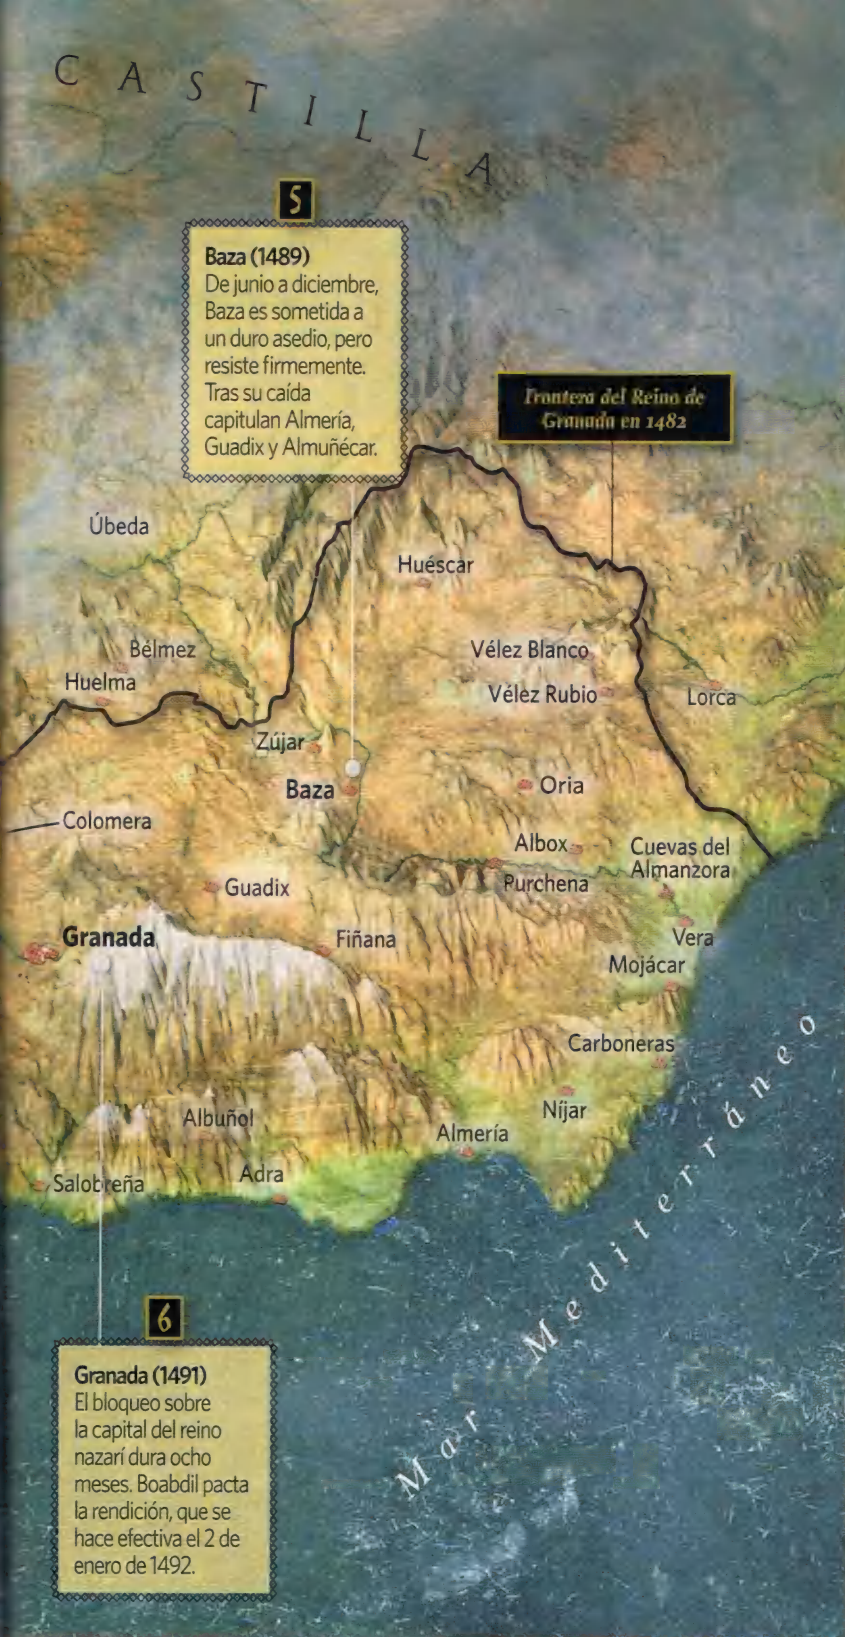 CASTILLA
5
Baza (1489)
De junio a diciembre,
Baza es sometida a
un duro asedio, pero
resiste firmemente.
Tras su caída
capitulan Almería,
Guadix y Almuñécar.
Frontera del Reino de
Granada en 1482
Úbeda
Huéscar
Bélmez
Vélez Blanco
Huelma
Vélez Rubio
Lorca
Zújar
Baza
Oria
Colomera
Albox
Cuevas del
Almanzora
Purchena
Guadix
Granada
Fiñana
Vera
Mojácar
Carboneras
Níjar
Albuñol
Almería
Adra
Salobreña
Mar Mediterráneo
6
Granada (1491)
El bloqueo sobre
la capital del reino
nazarí dura ocho
meses. Boabdil pacta
la rendición, que se
hace efectiva el 2 de
enero de 1492.